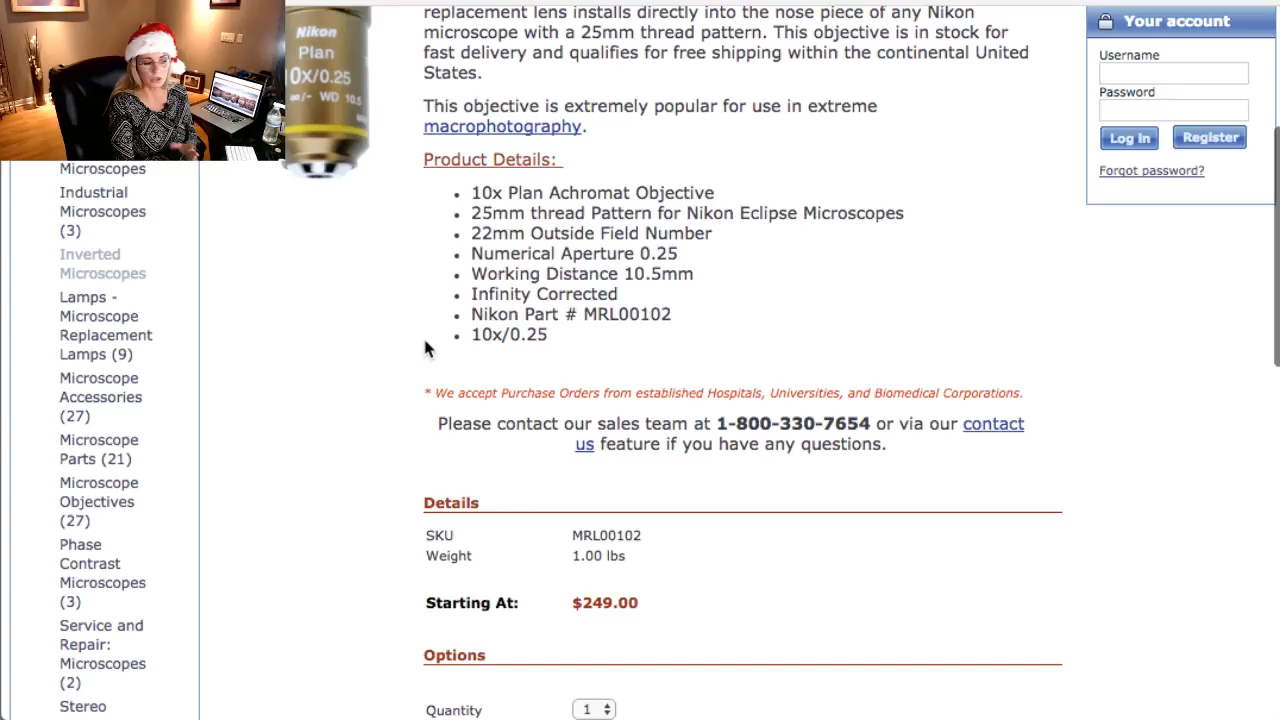 Nikon
Plan
10X/0.25
∞/- WD 10.5
replacement lens installs directly into the nose piece of any Nikon
microscope with a 25mm thread pattern. This objective is in stock for
fast delivery and qualifies for free shipping within the continental United
States.
This objective is extremely popular for use in extreme
macrophotography.
Product Details:
10x Plan Achromat Objective
25mm thread Pattern for Nikon Eclipse Microscopes
22mm Outside Field Number
Numerical Aperture 0.25
Working Distance 10.5mm
Infinity Corrected
Nikon Part # MRL00102
10x/0.25
* We accept Purchase Orders from established Hospitals, Universities, and Biomedical Corporations.
Please contact our sales team at 1-800-330-7654 or via our contact
us feature if you have any questions.
Details
SKU MRL00102
Weight 1.00 lbs
Starting At: $249.00
Options
Quantity 1
Microscopes
Industrial
Microscopes
(3)
Inverted
Microscopes
Lamps -
Microscope
Replacement
Lamps (9)
Microscope
Accessories
(27)
Microscope
Parts (21)
Microscope
Objectives
(27)
Phase
Contrast
Microscopes
(3)
Service and
Repair:
Microscopes
(2)
Stereo
Your account
Username
Password
Log In Register
Forgot password?